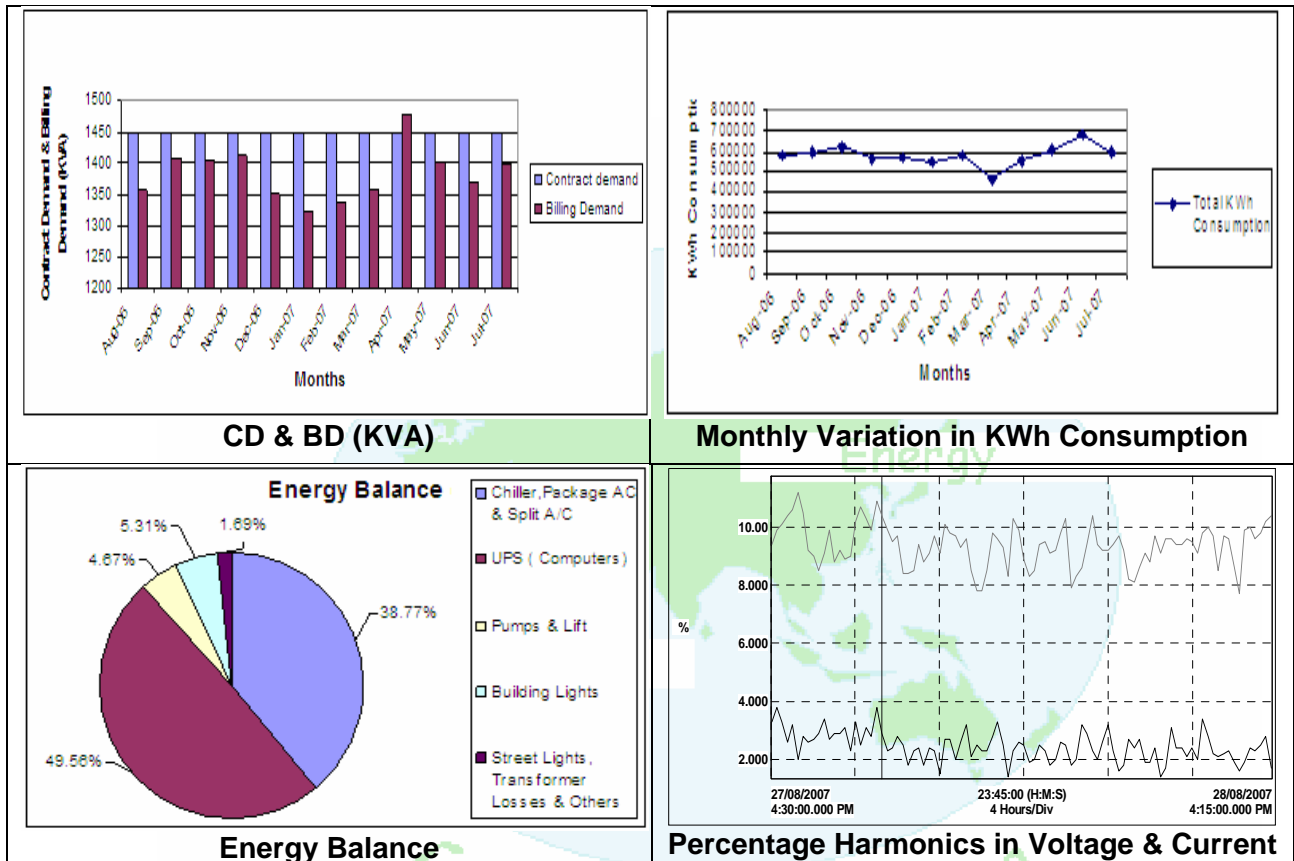 Contract Demand & Billing
Demand (KVA)
1500
1450
1400
1350
1300
1250
1200
Aug-06
Sep-06
Oct-06
Nov-06
Dec-06
Jan-07
Feb-07
Mar-07
Apr-07
May-07
Jun-07
Jul-07
Months
Contract demand
Billing Demand
CD & BD (KVA)
KWh Consumptic
800000
700000
600000
500000
400000
300000
200000
100000
0
Aug-06
Sep-06
Oct-06
Nov-06
Dec-06
Jan-07
Feb-07
Mar-07
Apr-07
May-07
Jun-07
Jul-07
Months
Total KWh
Consumption
Monthly Variation in KWh Consumption
Energy
Energy Balance
5.31%
1.69%
4.67%
38.77%
49.56%
Chiller,Package AC
& Split A/C
UPS ( Computers )
Pumps & Lift
Building Lights
Street Lights,
Transformer
Losses & Others
Energy Balance
10.00
8.000
%
6.000
4.000
2.000
27/08/2007
4:30:00.000 PM
23:45:00 (H:M:S)
4 Hours/Div
28/08/2007
4:15:00.000 PM
Percentage Harmonics in Voltage & Current